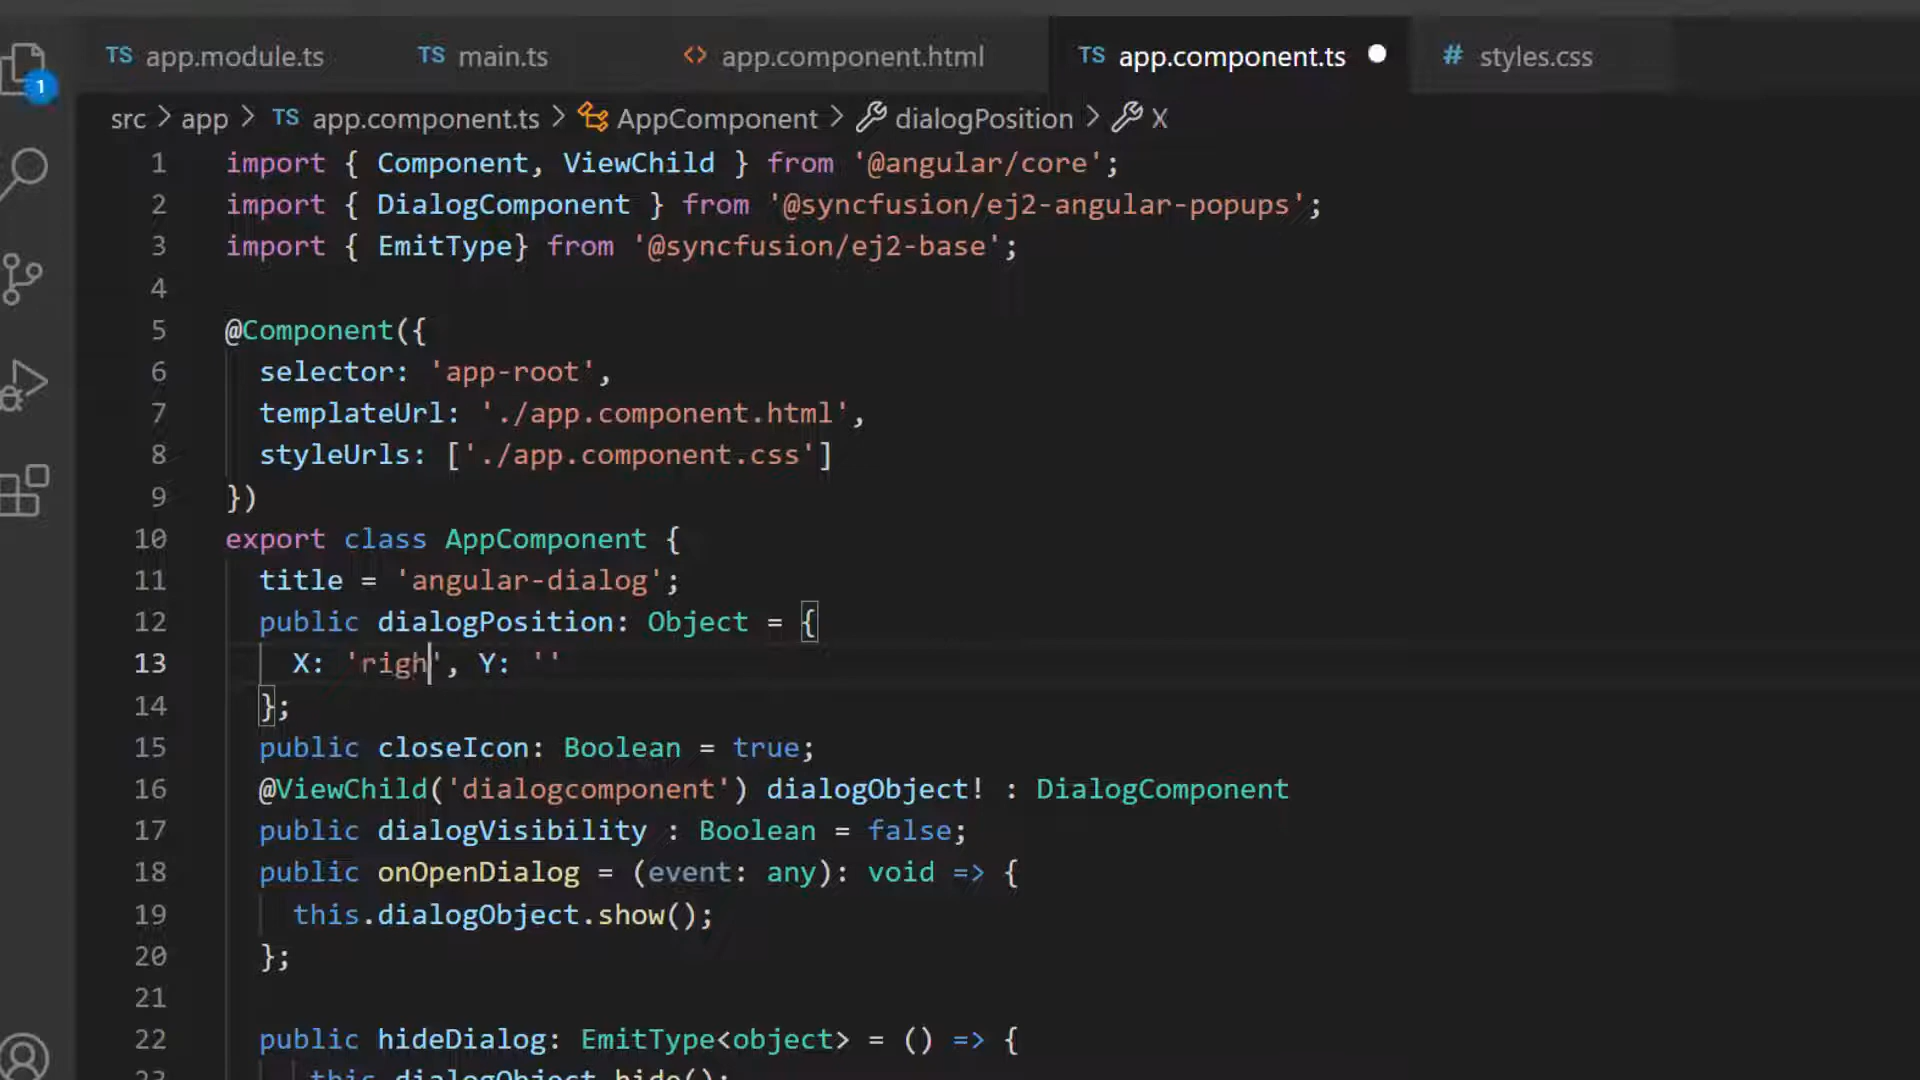 TS app.module.ts TS main.ts <> app.component.html TS app.component.ts # styles.css
1
src > app > TS app.component.ts > AppComponent > dialogPosition > X
1 import { Component, ViewChild } from '@angular/core';
2 import { DialogComponent } from '@syncfusion/ej2-angular-popups';
3 import { EmitType} from '@syncfusion/ej2-base';
4
5 @Component({
6 selector: 'app-root',
7 templateUrl: './app.component.html',
8 styleUrls: ['./app.component.css']
9 })
10 export class AppComponent {
11 title = 'angular-dialog';
12 public dialogPosition: Object = {
13 X: 'righ', Y: ''
14 };
15 public closeIcon: Boolean = true;
16 @ViewChild('dialogcomponent') dialogObject! : DialogComponent
17 public dialogVisibility : Boolean = false;
18 public onOpenDialog = (event: any): void => {
19 this.dialogObject.show();
20 };
21
22 public hideDialog: EmitType<object> = () => {
23 this.dialogObject.hide();